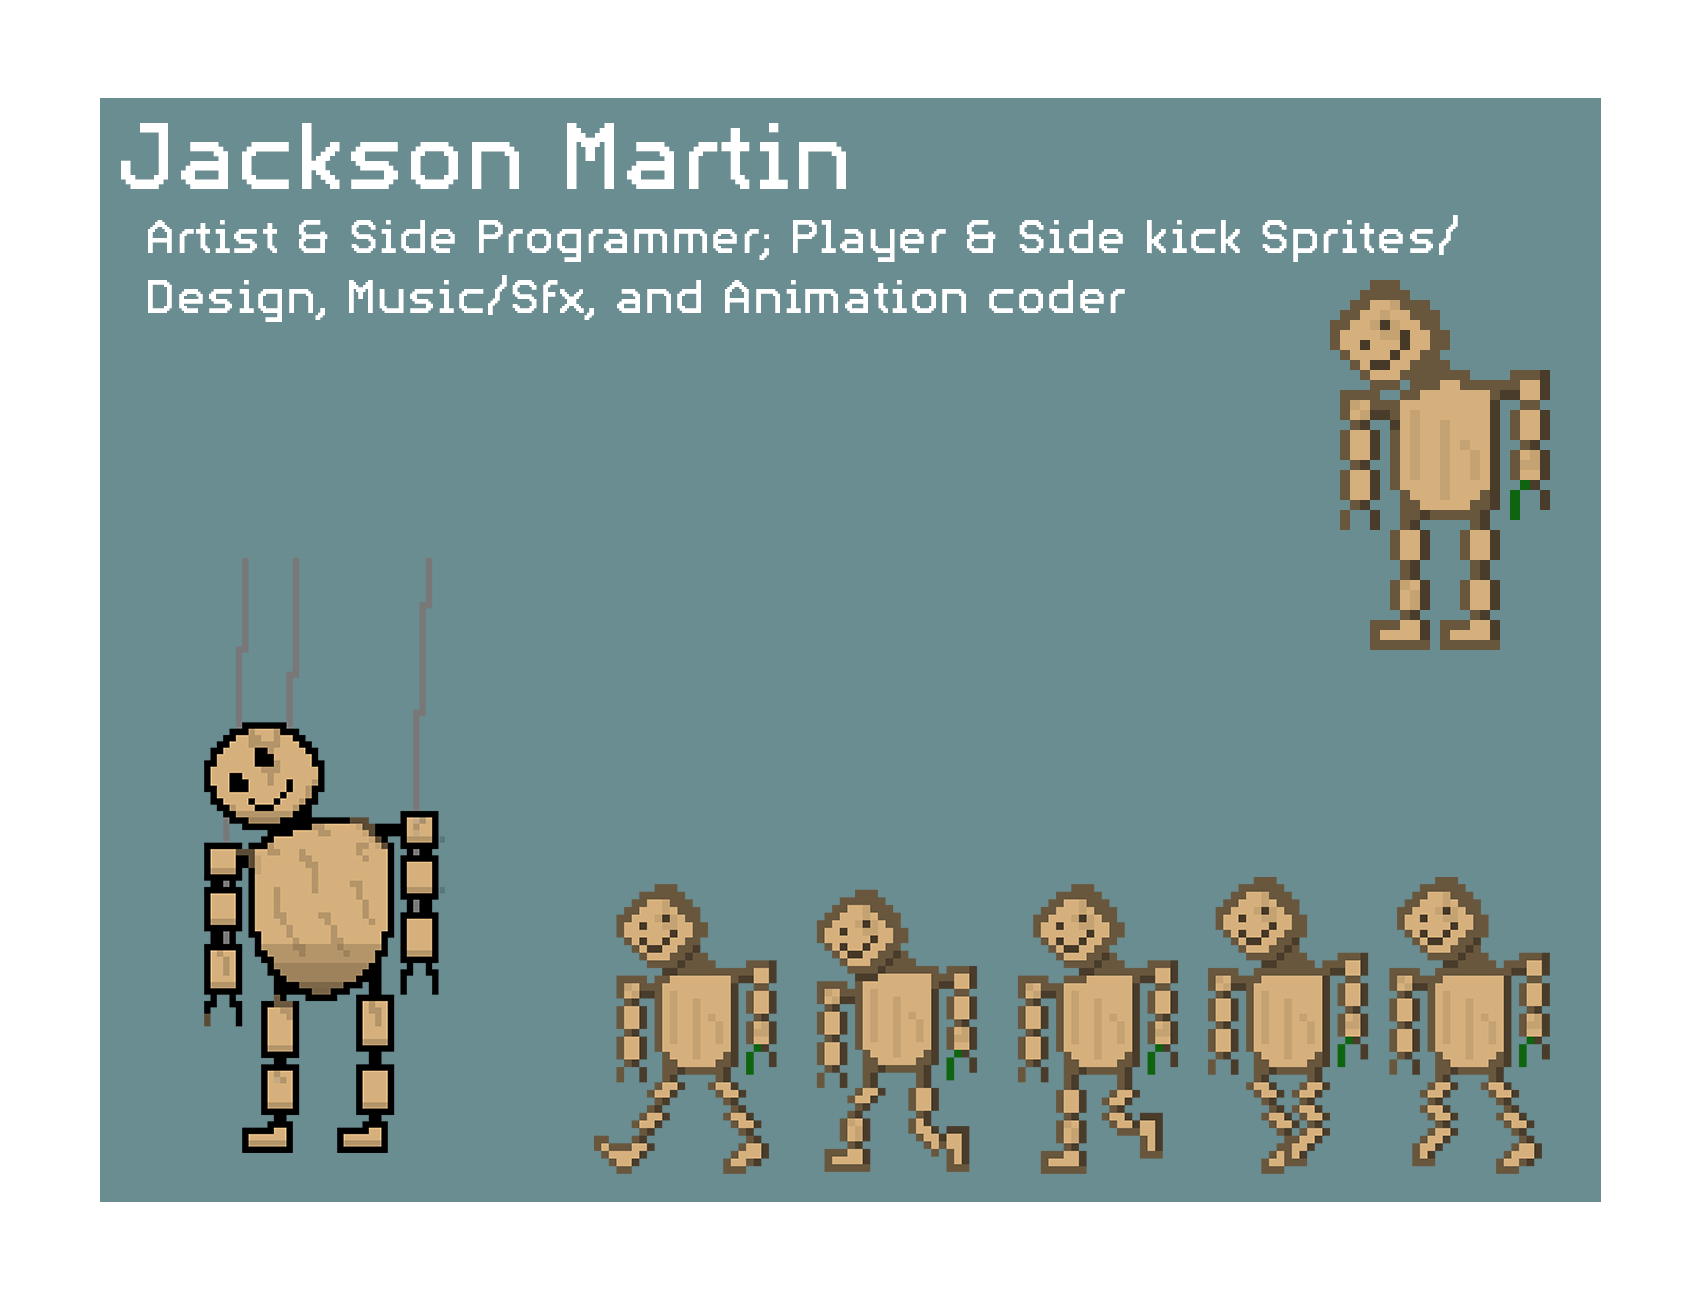 Jackson Martin
Artist & Side Programmer; Player & Side kick Sprites/
Design, Music/Sfx, and Animation coder